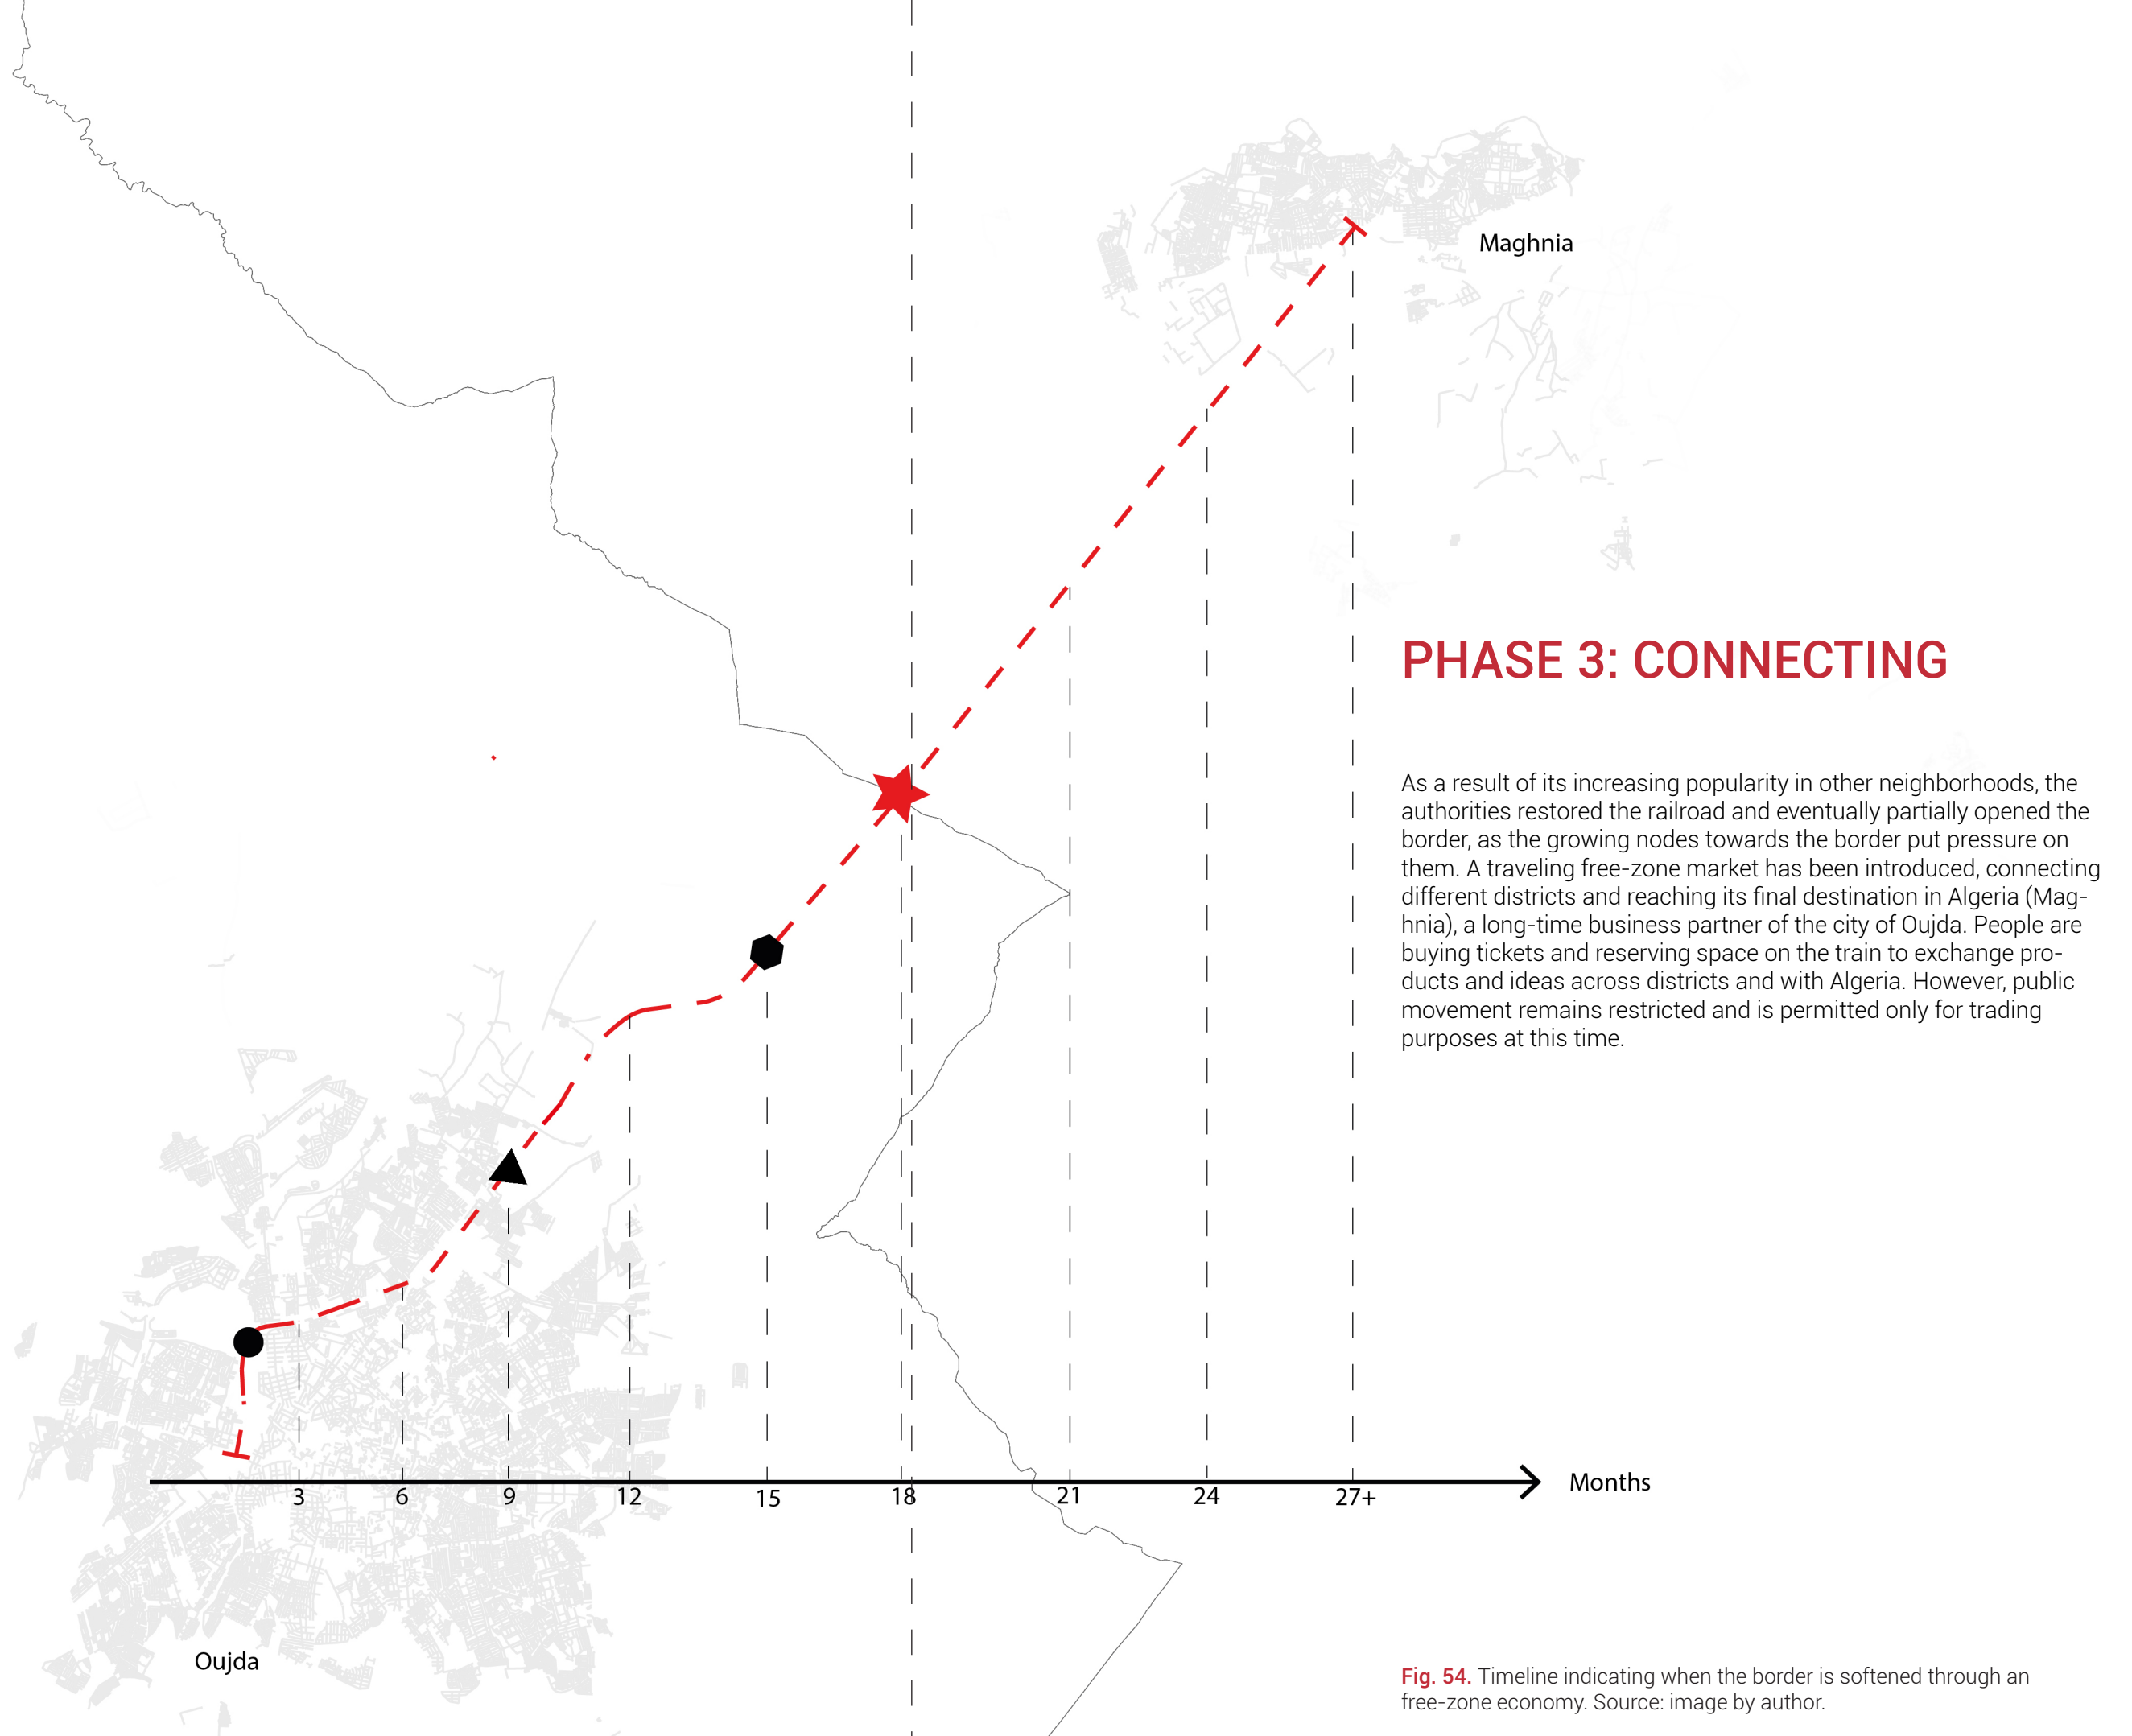 Maghnia
PHASE 3: CONNECTING
As a result of its increasing popularity in other neighborhoods, the
authorities restored the railroad and eventually partially opened the
border, as the growing nodes towards the border put pressure on
them. A traveling free-zone market has been introduced, connecting
different districts and reaching its final destination in Algeria (Mag-
hnia), a long-time business partner of the city of Oujda. People are
buying tickets and reserving space on the train to exchange pro-
ducts and ideas across districts and with Algeria. However, public
movement remains restricted and is permitted only for trading
purposes at this time.
3 6 9 12 15 18 21 24 27+ Months
Oujda
Fig. 54. Timeline indicating when the border is softened through an
free-zone economy. Source: image by author.